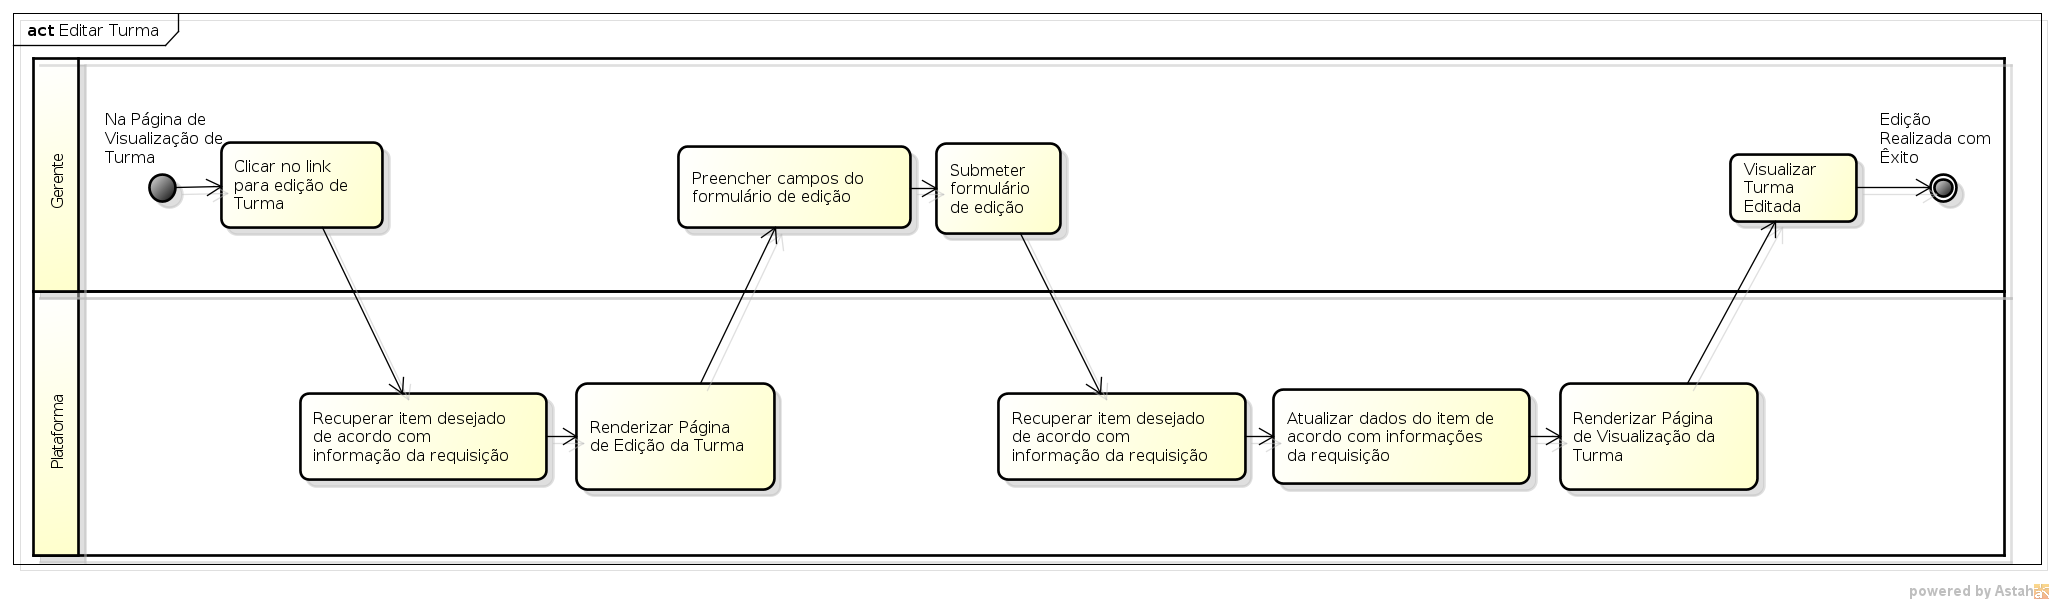 act Editar Turma
Gerente
Na Página de
Visualização de
Turma
Clicar no link
para edição de
Turma
Preencher campos do
formulário de edição
Submeter
formulário
de edição
Visualizar
Turma
Editada
Edição
Realizada com
Êxito
Plataforma
Recuperar item desejado
de acordo com
informação da requisição
Renderizar Página
de Edição da Turma
Recuperar item desejado
de acordo com
informação da requisição
Atualizar dados do item de
acordo com informações
da requisição
Renderizar Página
de Visualização da
Turma
powered by Astah